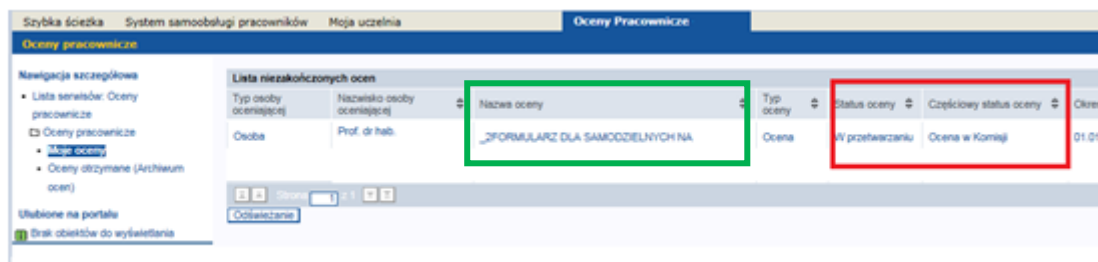 Szybka ścieżka System samoobsługi pracowników Moja uczelnia Oceny Pracownicze
Oceny pracownicze
Nawigacja szczegółowa
Lista serwisów: Oceny
pracownicze
Oceny pracownicze
Moje oceny
Oceny otrzymane (Archiwum
ocen)
Ulubione na portalu
Brak obiektów do wyświetlania
Lista niezakończonych ocen
Typ osoby
oceniającej
Nazwisko osoby
oceniającej
Nazwa oceny
Typ
oceny
Status oceny
Częściowy status oceny
Okre
Osoba
Prof. dr hab.
_2FORMULARZ DLA SAMODZIELNYCH NA
Ocena
W przetwarzaniu
Ocena w Komisji
01.01
Strona 1 z 1
Odświeżanie